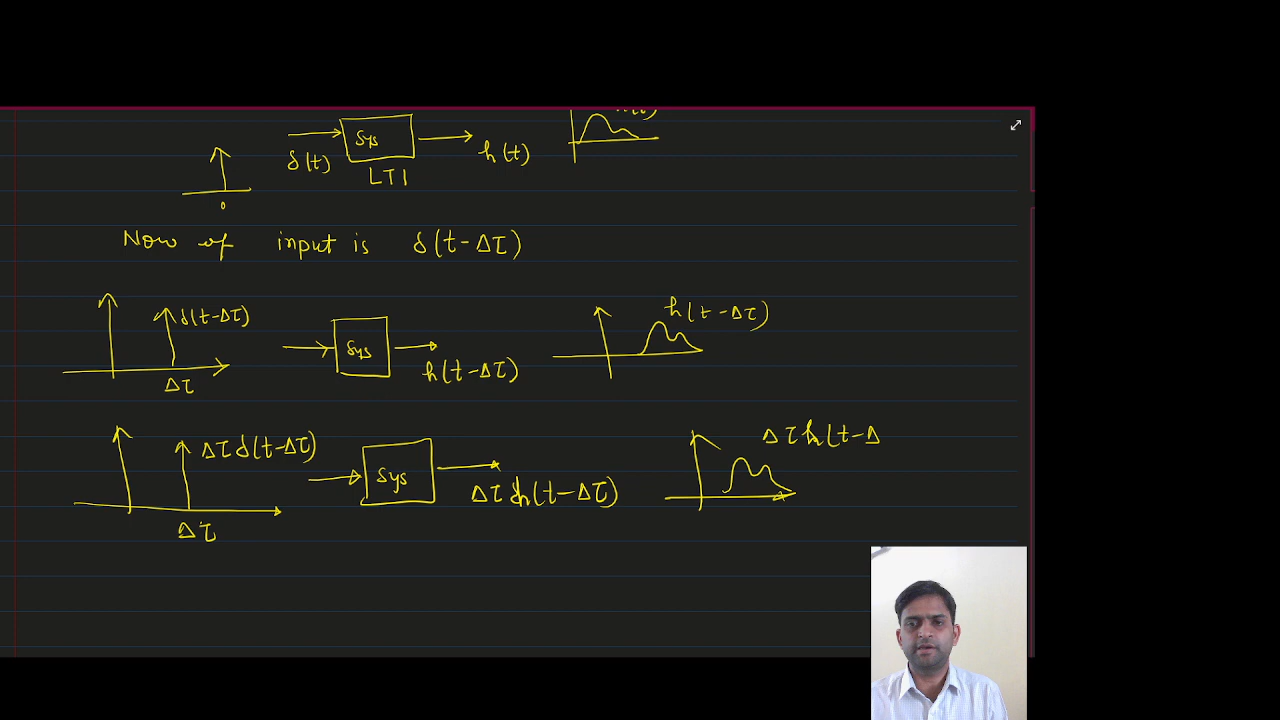 Sys
δ(t)
h(t)
LTI
0
Now if input is δ(t-Δτ)
δ(t-Δτ)
h(t-Δτ)
Sys
h(t-Δτ)
Δτ
Δτ δ(t-Δτ)
Δτ h(t-Δ
Sys
Δτ h(t-Δτ)
Δτ